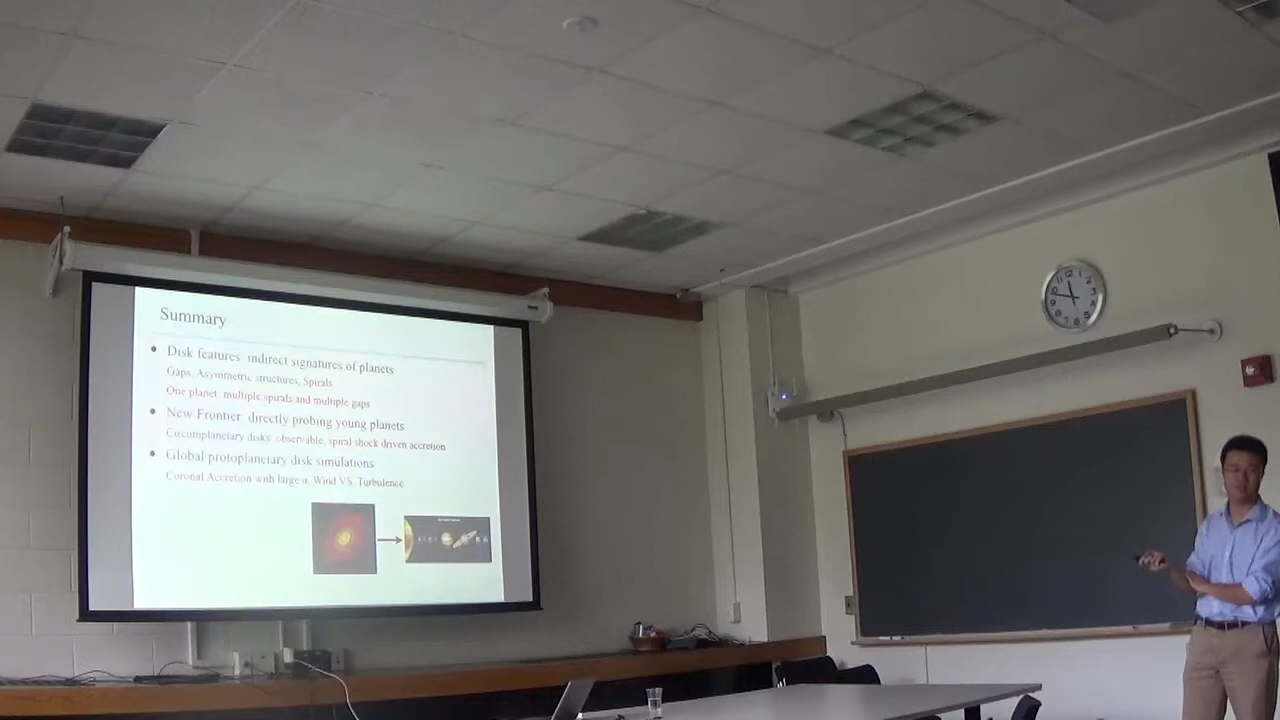 Summary
• Disk features: indirect signatures of planets
Gaps, Asymmetric structures, Spirals
One planet: multiple spirals and multiple gaps
• New Frontier: directly probing young planets
Circumplanetary disks: observable, spiral shock driven accretion
• Global protoplanetary disk simulations
Coronal Accretion with large α, Wind VS. Turbulence